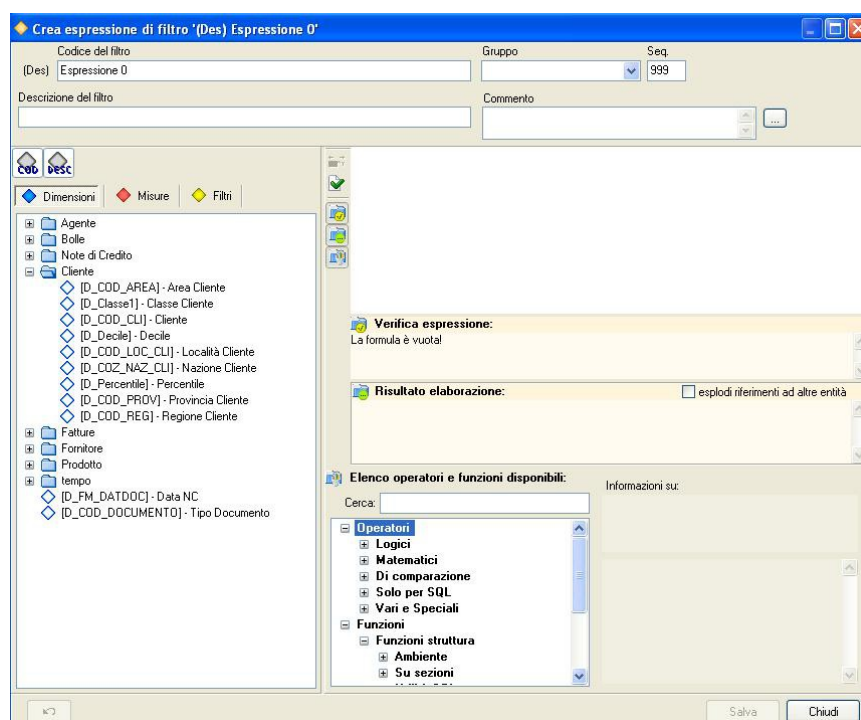 Crea espressione di filtro '(Des) Espressione 0'
Codice del filtro Gruppo Seq.
(Des) Espressione 0 999
Descrizione del filtro Commento
...
COD DESC
Dimensioni Misure Filtri
Agente
Bolle
Note di Credito
Cliente
[D_COD_AREA] - Area Cliente
[D_Classe1] - Classe Cliente
[D_COD_CLI] - Cliente
[D_Decile] - Decile
[D_COD_LOC_CLI] - Località Cliente
[D_COZ_NAZ_CLI] - Nazione Cliente
[D_Percentile] - Percentile
[D_COD_PROV] - Provincia Cliente
[D_COD_REG] - Regione Cliente
Fatture
Fornitore
Prodotto
tempo
[D_FM_DATDOC] - Data NC
[D_COD_DOCUMENTO] - Tipo Documento
Verifica espressione:
La formula è vuota!
Risultato elaborazione: esplodi riferimenti ad altre entità
Elenco operatori e funzioni disponibili:
Informazioni su:
Cerca:
Operatori
Logici
Matematici
Di comparazione
Solo per SQL
Vari e Speciali
Funzioni
Funzioni struttura
Ambiente
Su sezioni
Salva Chiudi